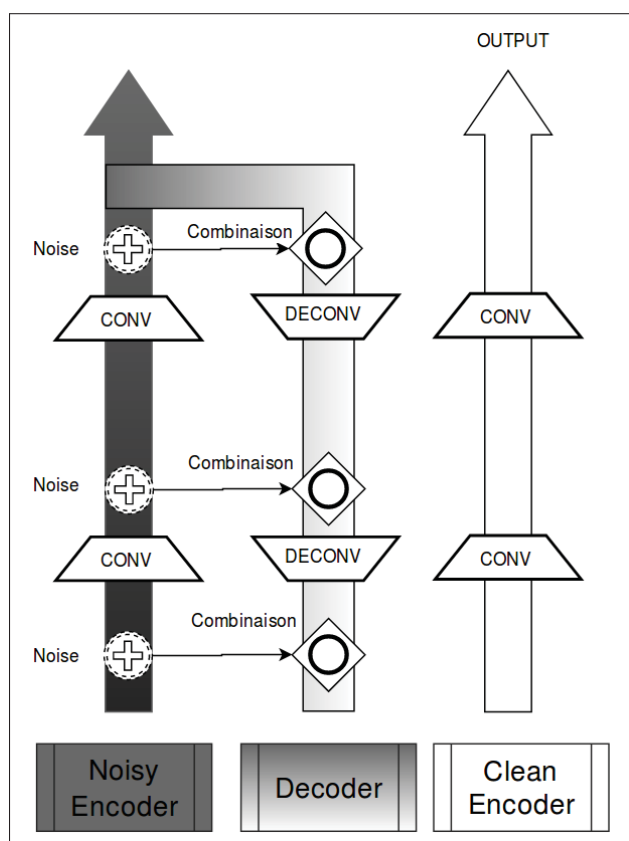 OUTPUT
Combinaison
Noise
CONV
DECONV
CONV
Combinaison
Noise
CONV
DECONV
CONV
Combinaison
Noise
Noisy
Encoder
Decoder
Clean
Encoder